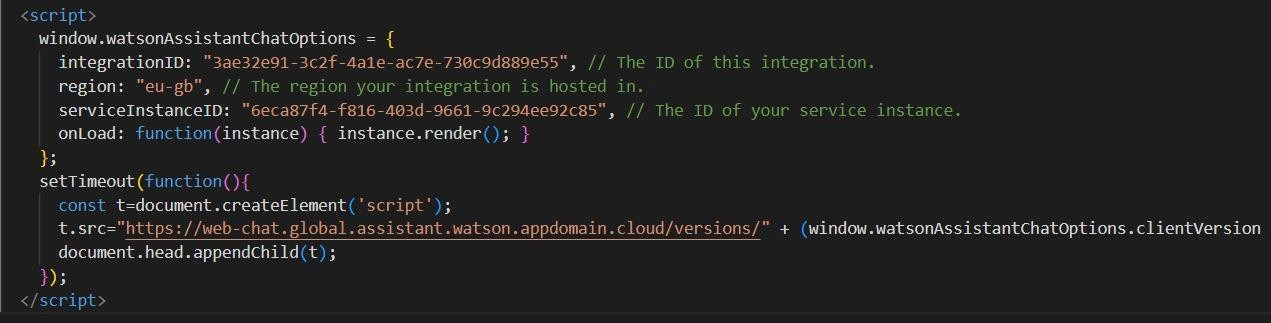 <script>
window.watsonAssistantChatOptions = {
integrationID: "3ae32e91-3c2f-4a1e-ac7e-730c9d889e55", // The ID of this integration.
region: "eu-gb", // The region your integration is hosted in.
serviceInstanceID: "6eca87f4-f816-403d-9661-9c294ee92c85", // The ID of your service instance.
onLoad: function(instance) { instance.render(); }
};
setTimeout(function(){
const t=document.createElement('script');
t.src="https://web-chat.global.assistant.watson.appdomain.cloud/versions/" + (window.watsonAssistantChatOptions.clientVersion
document.head.appendChild(t);
});
</script>